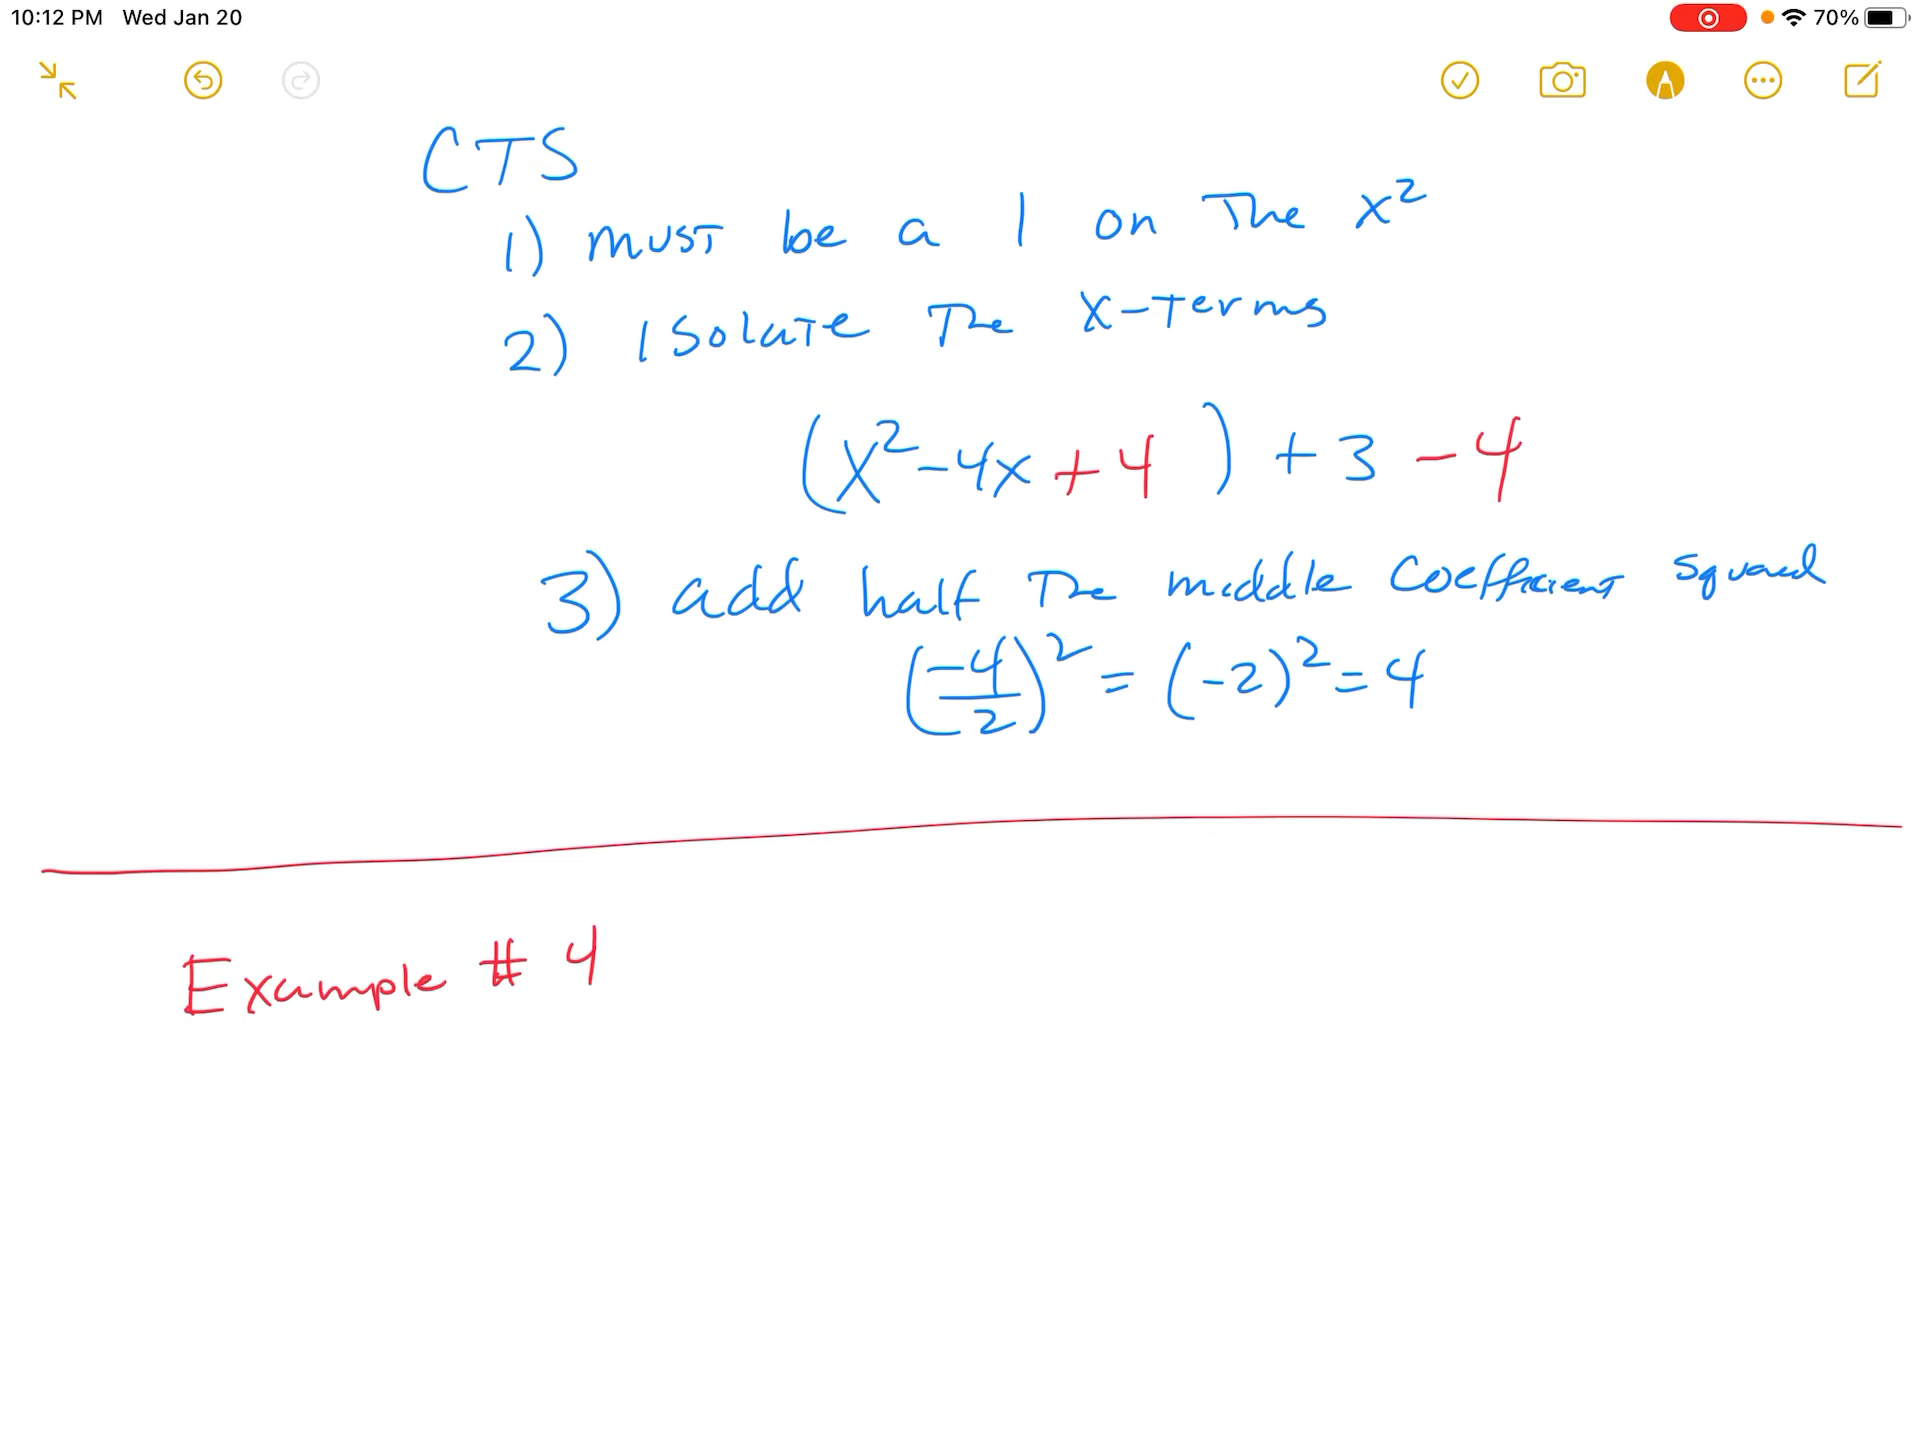 10:12 PM Wed Jan 20 70%
CTS
1) must be a 1 on The x²
2) Isolate The x-Terms
(x²-4x+4 ) +3 -4
3) add half The middle coefficient squared
(-4/2)² = (-2)² = 4
Example # 4